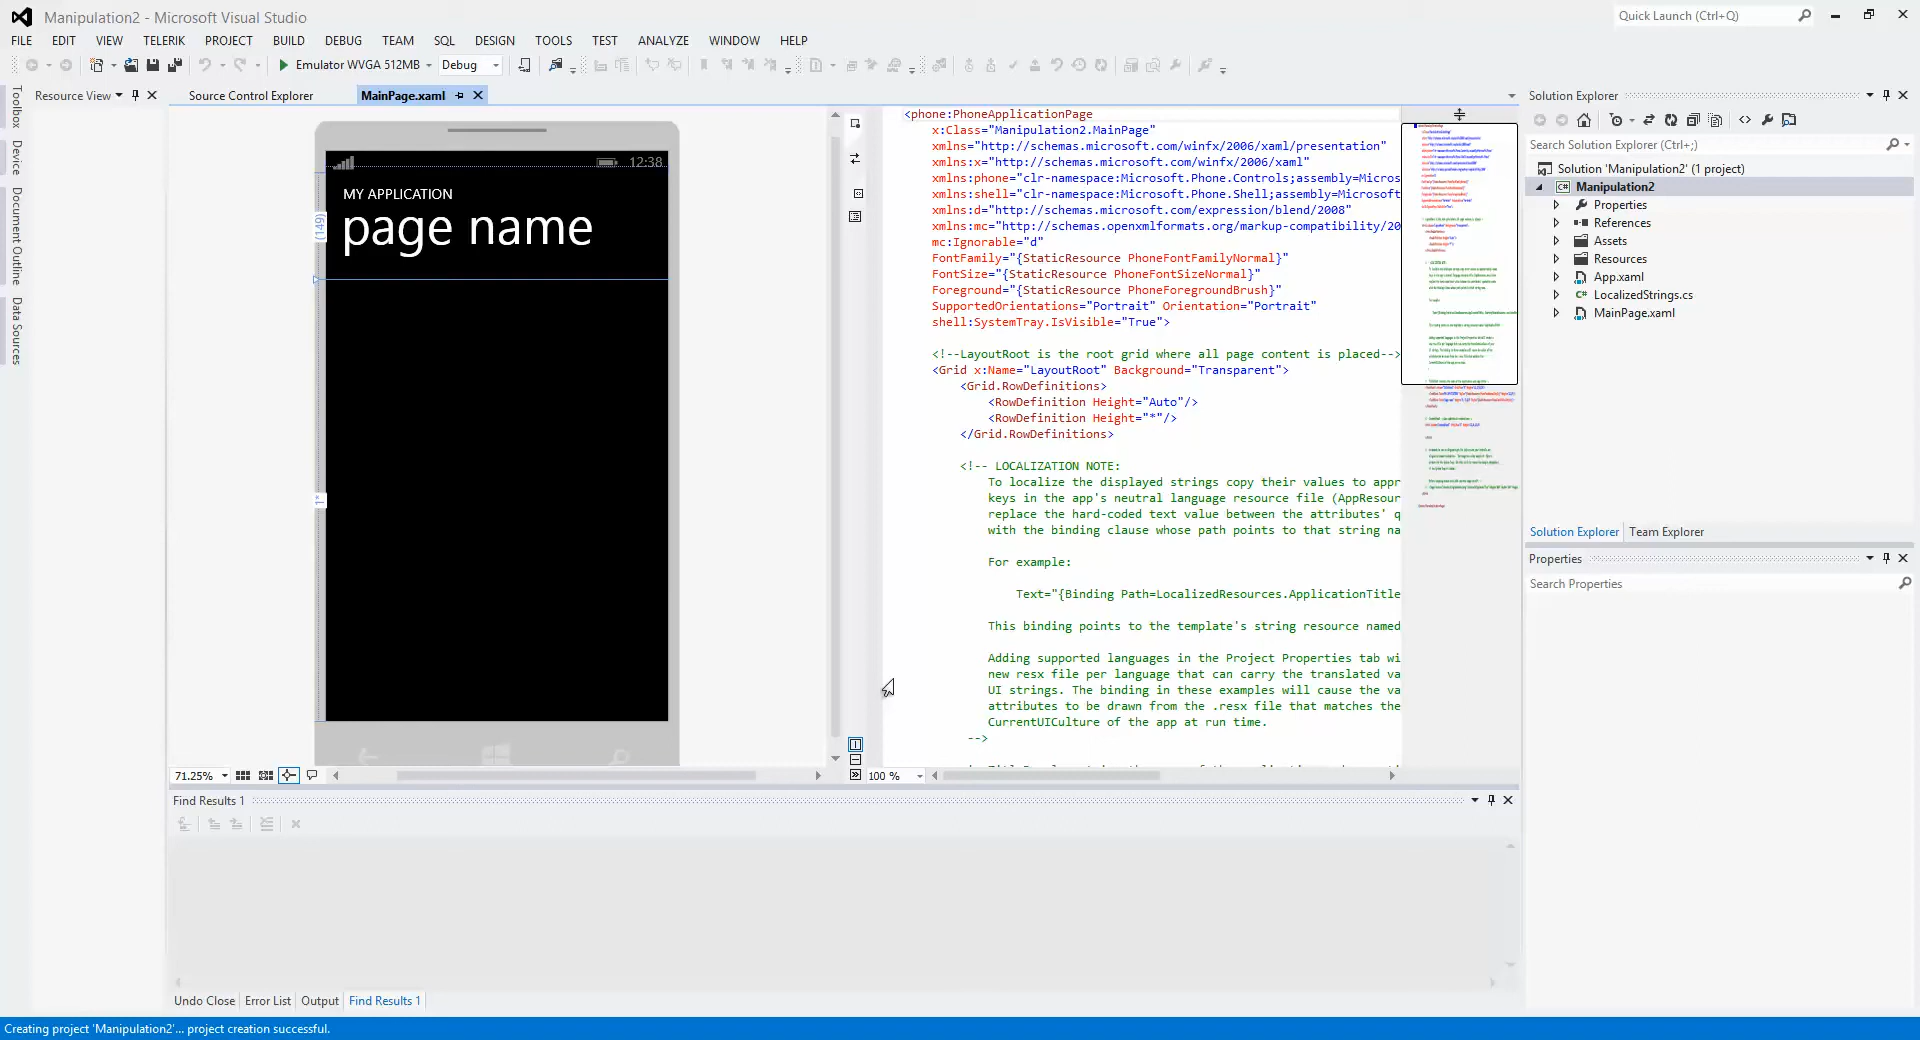 Manipulation2 - Microsoft Visual Studio
Quick Launch (Ctrl+Q)
FILE EDIT VIEW TELERIK PROJECT BUILD DEBUG TEAM SQL DESIGN TOOLS TEST ANALYZE WINDOW HELP
Emulator WVGA 512MB Debug
Toolbox
Device
Document Outline
Data Sources
Resource View
Source Control Explorer MainPage.xaml
12:38
MY APPLICATION
page name
(149)
1*
71.25%
<phone:PhoneApplicationPage
x:Class="Manipulation2.MainPage"
xmlns="http://schemas.microsoft.com/winfx/2006/xaml/presentation"
xmlns:x="http://schemas.microsoft.com/winfx/2006/xaml"
xmlns:phone="clr-namespace:Microsoft.Phone.Controls;assembly=Micros
xmlns:shell="clr-namespace:Microsoft.Phone.Shell;assembly=Microsoft
xmlns:d="http://schemas.microsoft.com/expression/blend/2008"
xmlns:mc="http://schemas.openxmlformats.org/markup-compatibility/20
mc:Ignorable="d"
FontFamily="{StaticResource PhoneFontFamilyNormal}"
FontSize="{StaticResource PhoneFontSizeNormal}"
Foreground="{StaticResource PhoneForegroundBrush}"
SupportedOrientations="Portrait" Orientation="Portrait"
shell:SystemTray.IsVisible="True">
<!--LayoutRoot is the root grid where all page content is placed-->
<Grid x:Name="LayoutRoot" Background="Transparent">
<Grid.RowDefinitions>
<RowDefinition Height="Auto"/>
<RowDefinition Height="*"/>
</Grid.RowDefinitions>
<!-- LOCALIZATION NOTE:
To localize the displayed strings copy their values to appr
keys in the app's neutral language resource file (AppResour
replace the hard-coded text value between the attributes' q
with the binding clause whose path points to that string na
For example:
Text="{Binding Path=LocalizedResources.ApplicationTitle
This binding points to the template's string resource named
Adding supported languages in the Project Properties tab wi
new resx file per language that can carry the translated va
UI strings. The binding in these examples will cause the va
attributes to be drawn from the .resx file that matches the
CurrentUICulture of the app at run time.
-->
100 %
Solution Explorer
Search Solution Explorer (Ctrl+;)
Solution 'Manipulation2' (1 project)
Manipulation2
Properties
References
Assets
Resources
App.xaml
LocalizedStrings.cs
MainPage.xaml
Solution Explorer Team Explorer
Properties
Search Properties
Find Results 1
Undo Close Error List Output Find Results 1
Creating project 'Manipulation2'... project creation successful.